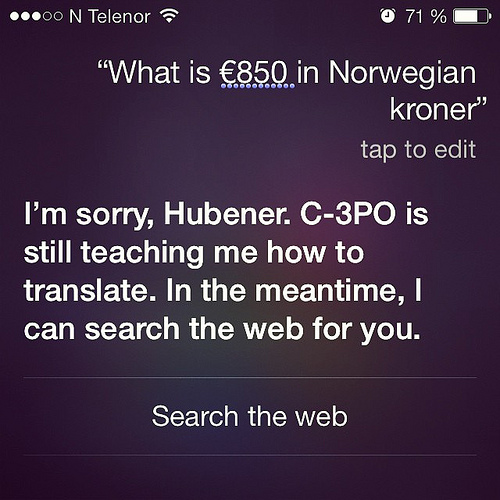 N Telenor 71 %
“What is €850 in Norwegian
kroner”
tap to edit
I’m sorry, Hubener. C-3PO is
still teaching me how to
translate. In the meantime, I
can search the web for you.
Search the web